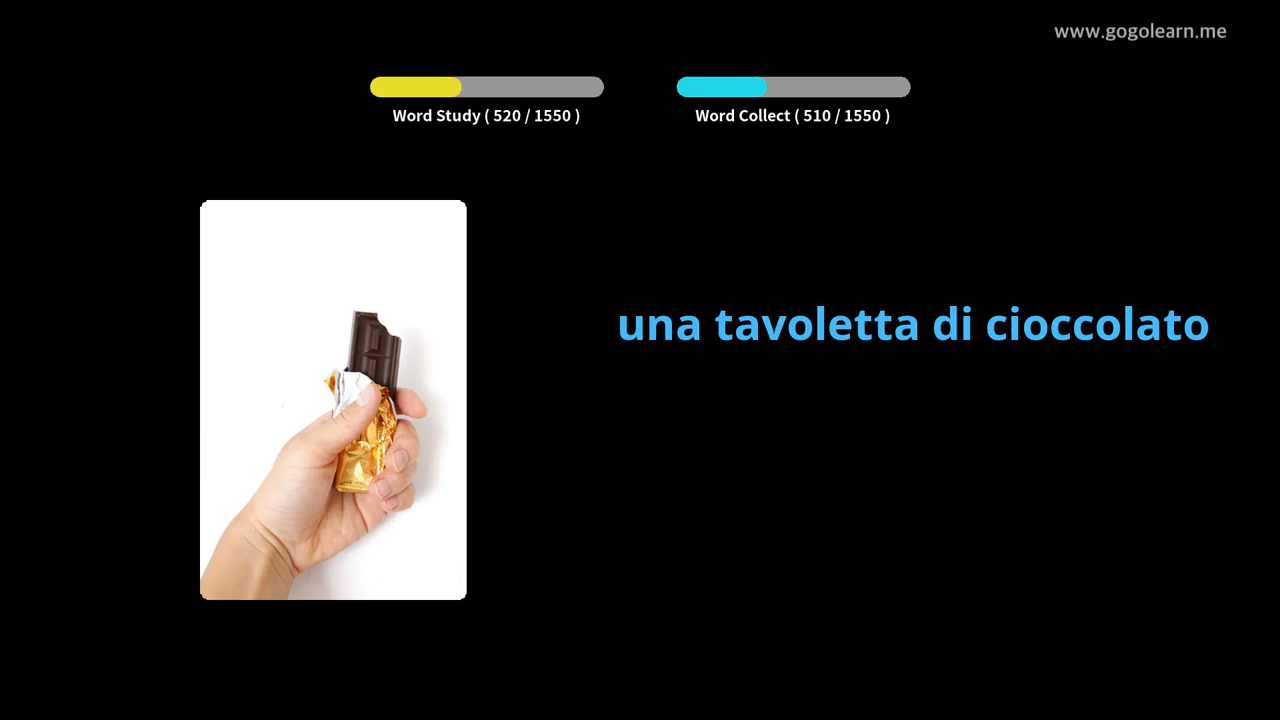 www.gogolearn.me
Word Study ( 520 / 1550 )
Word Collect ( 510 / 1550 )
una tavoletta di cioccolato